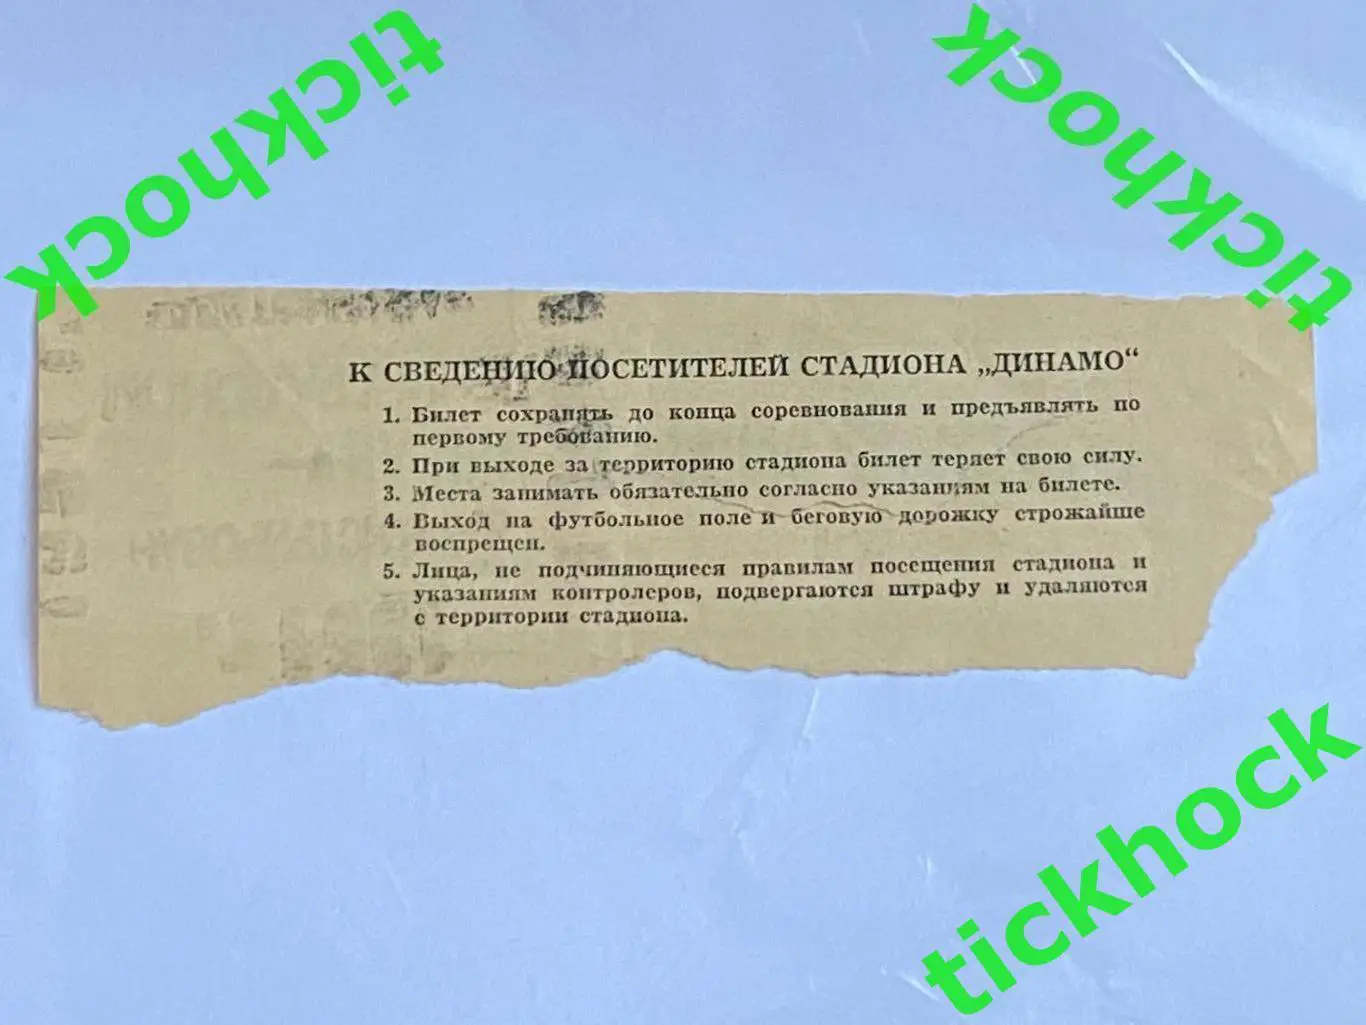 tickhock
tickhock
К СВЕДЕНИЮ ПОСЕТИТЕЛЕЙ СТАДИОНА „ДИНАМО“
1. Билет сохранять до конца соревнования и предъявлять по
первому требованию.
2. При выходе за территорию стадиона билет теряет свою силу.
3. Места занимать обязательно согласно указаниям на билете.
4. Выход на футбольное поле и беговую дорожку строжайше
воспрещен.
5. Лица, не подчиняющиеся правилам посещения стадиона и
указаниям контролеров, подвергаются штрафу и удаляются
с территории стадиона.
tickhock